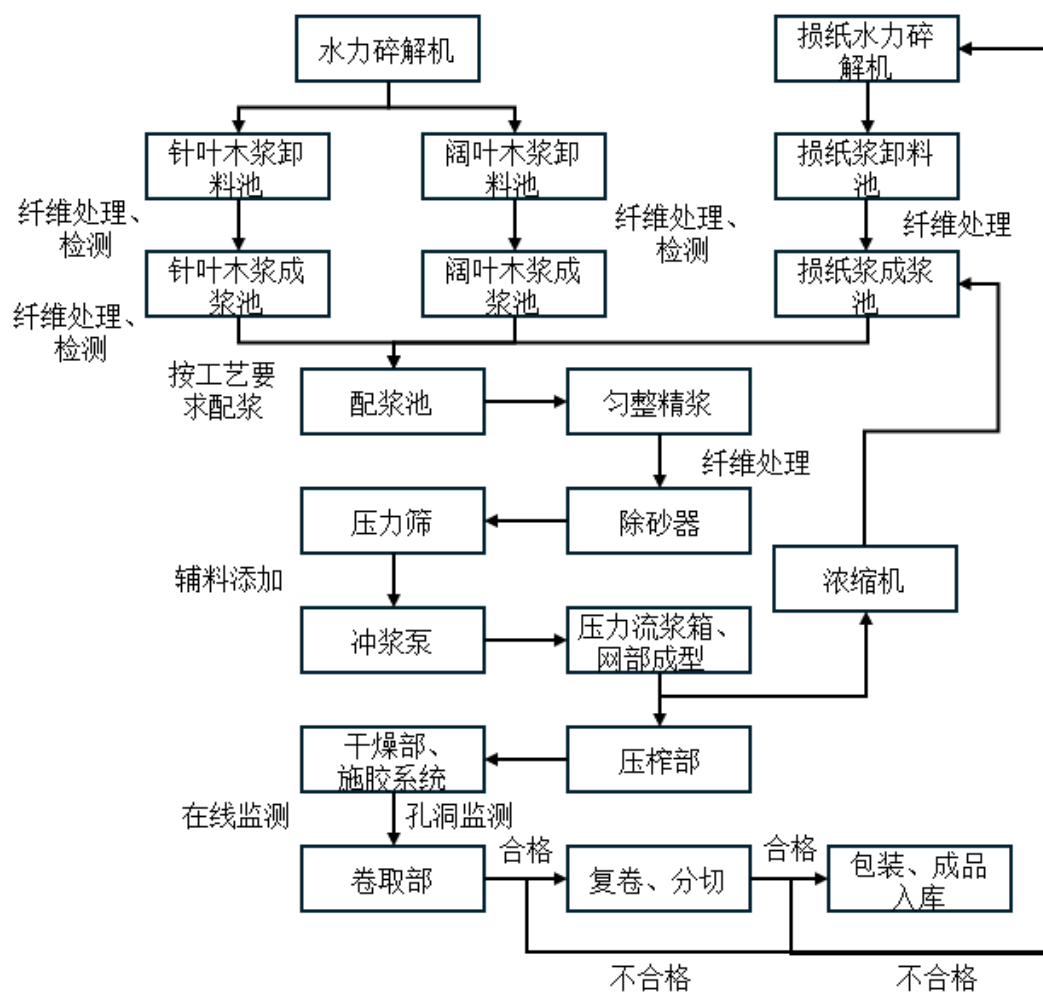 水力碎解机
损纸水力碎
解机
针叶木浆卸
料池
阔叶木浆卸
料池
损纸浆卸料
池
纤维处理、
检测
纤维处理、
检测
纤维处理
针叶木浆成
浆池
阔叶木浆成
浆池
损纸浆成浆
池
纤维处理、
检测
按工艺要
求配浆
配浆池
匀整精浆
纤维处理
压力筛
除砂器
浓缩机
辅料添加
冲浆泵
压力流浆箱、
网部成型
干燥部、
施胶系统
压榨部
在线监测
孔洞监测
卷取部
合格
复卷、分切
合格
包装、成品
入库
不合格
不合格